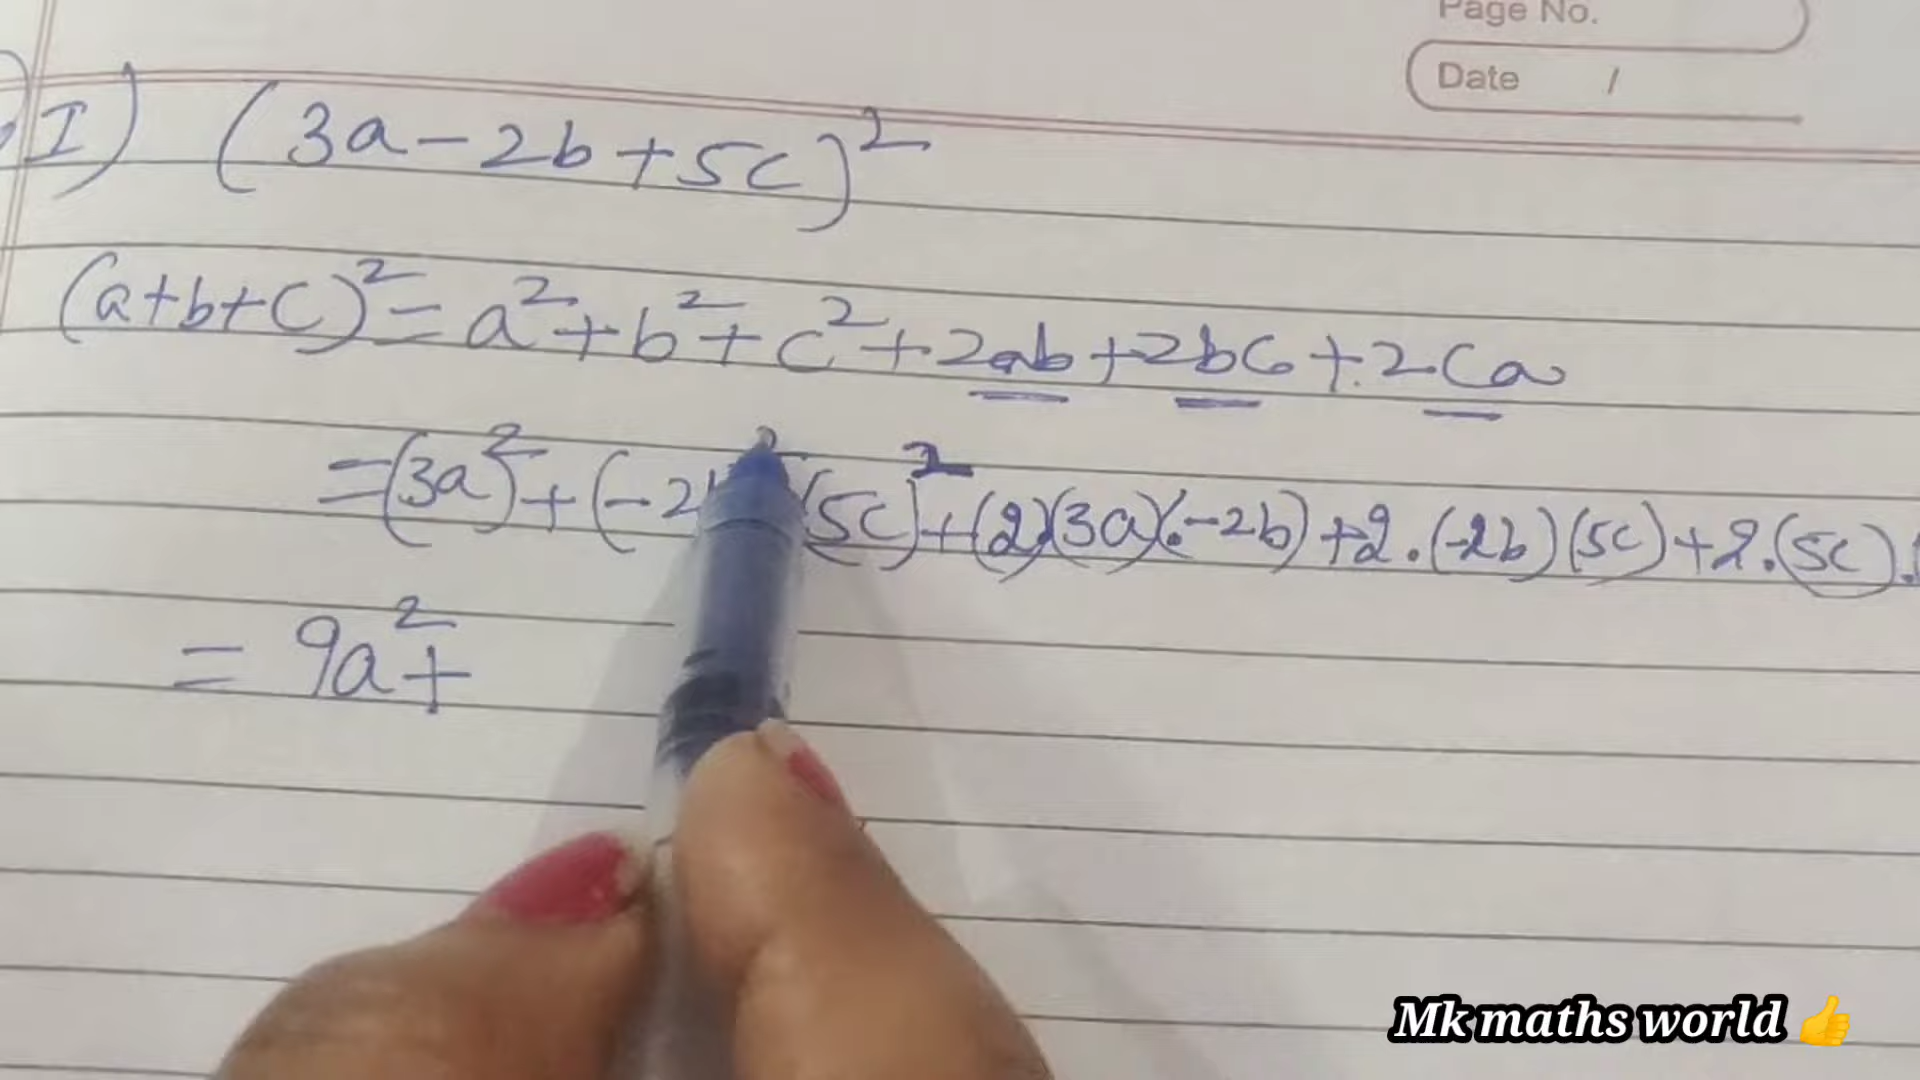 Page No.
Date /
I) (3a-2b+5c)²
(a+b+c)² = a²+b²+c²+2ab+2bc+2ca
=(3a)²+(-2 (5c)²+(2)(3a)(.-2b)+2.(-2b)(5c)+2.(5c).
= 9a²+
Mk maths world 👍